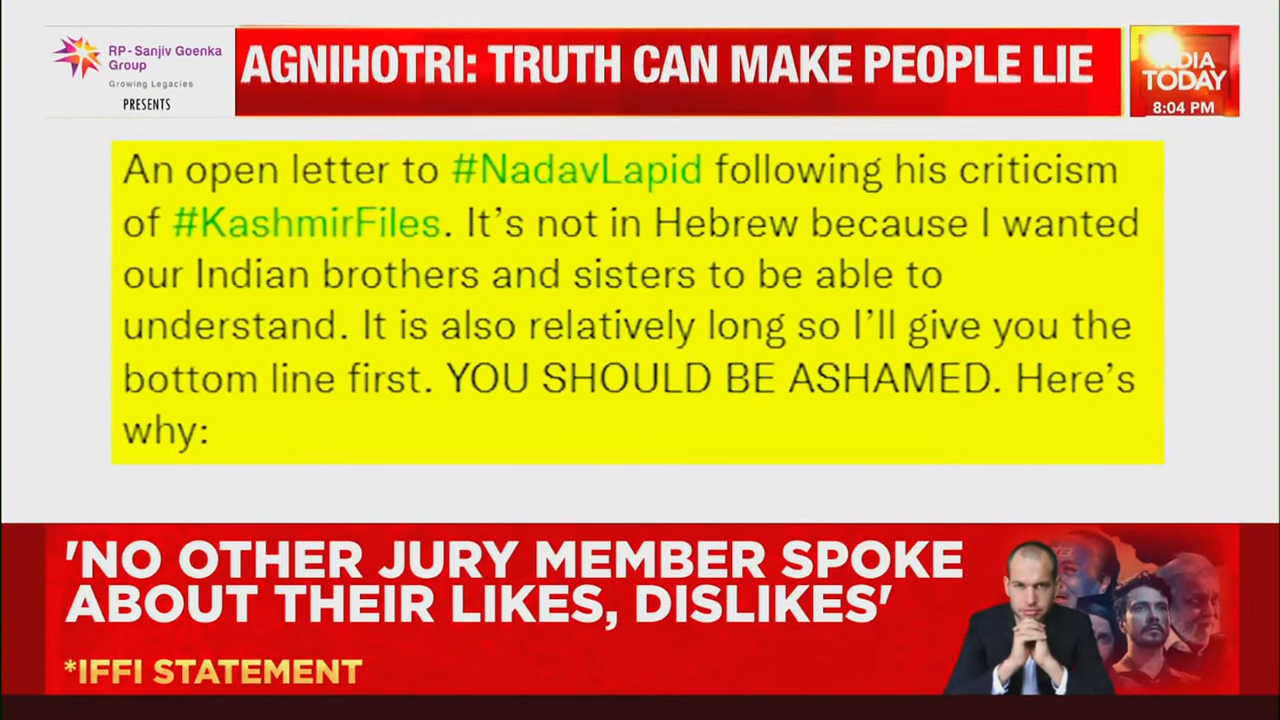 RP-Sanjiv Goenka
Group
Growing Legacies
PRESENTS
AGNIHOTRI: TRUTH CAN MAKE PEOPLE LIE
INDIA
TODAY
8:04 PM
An open letter to #NadavLapid following his criticism
of #KashmirFiles. It's not in Hebrew because I wanted
our Indian brothers and sisters to be able to
understand. It is also relatively long so I'll give you the
bottom line first. YOU SHOULD BE ASHAMED. Here's
why:
'NO OTHER JURY MEMBER SPOKE
ABOUT THEIR LIKES, DISLIKES'
*IFFI STATEMENT